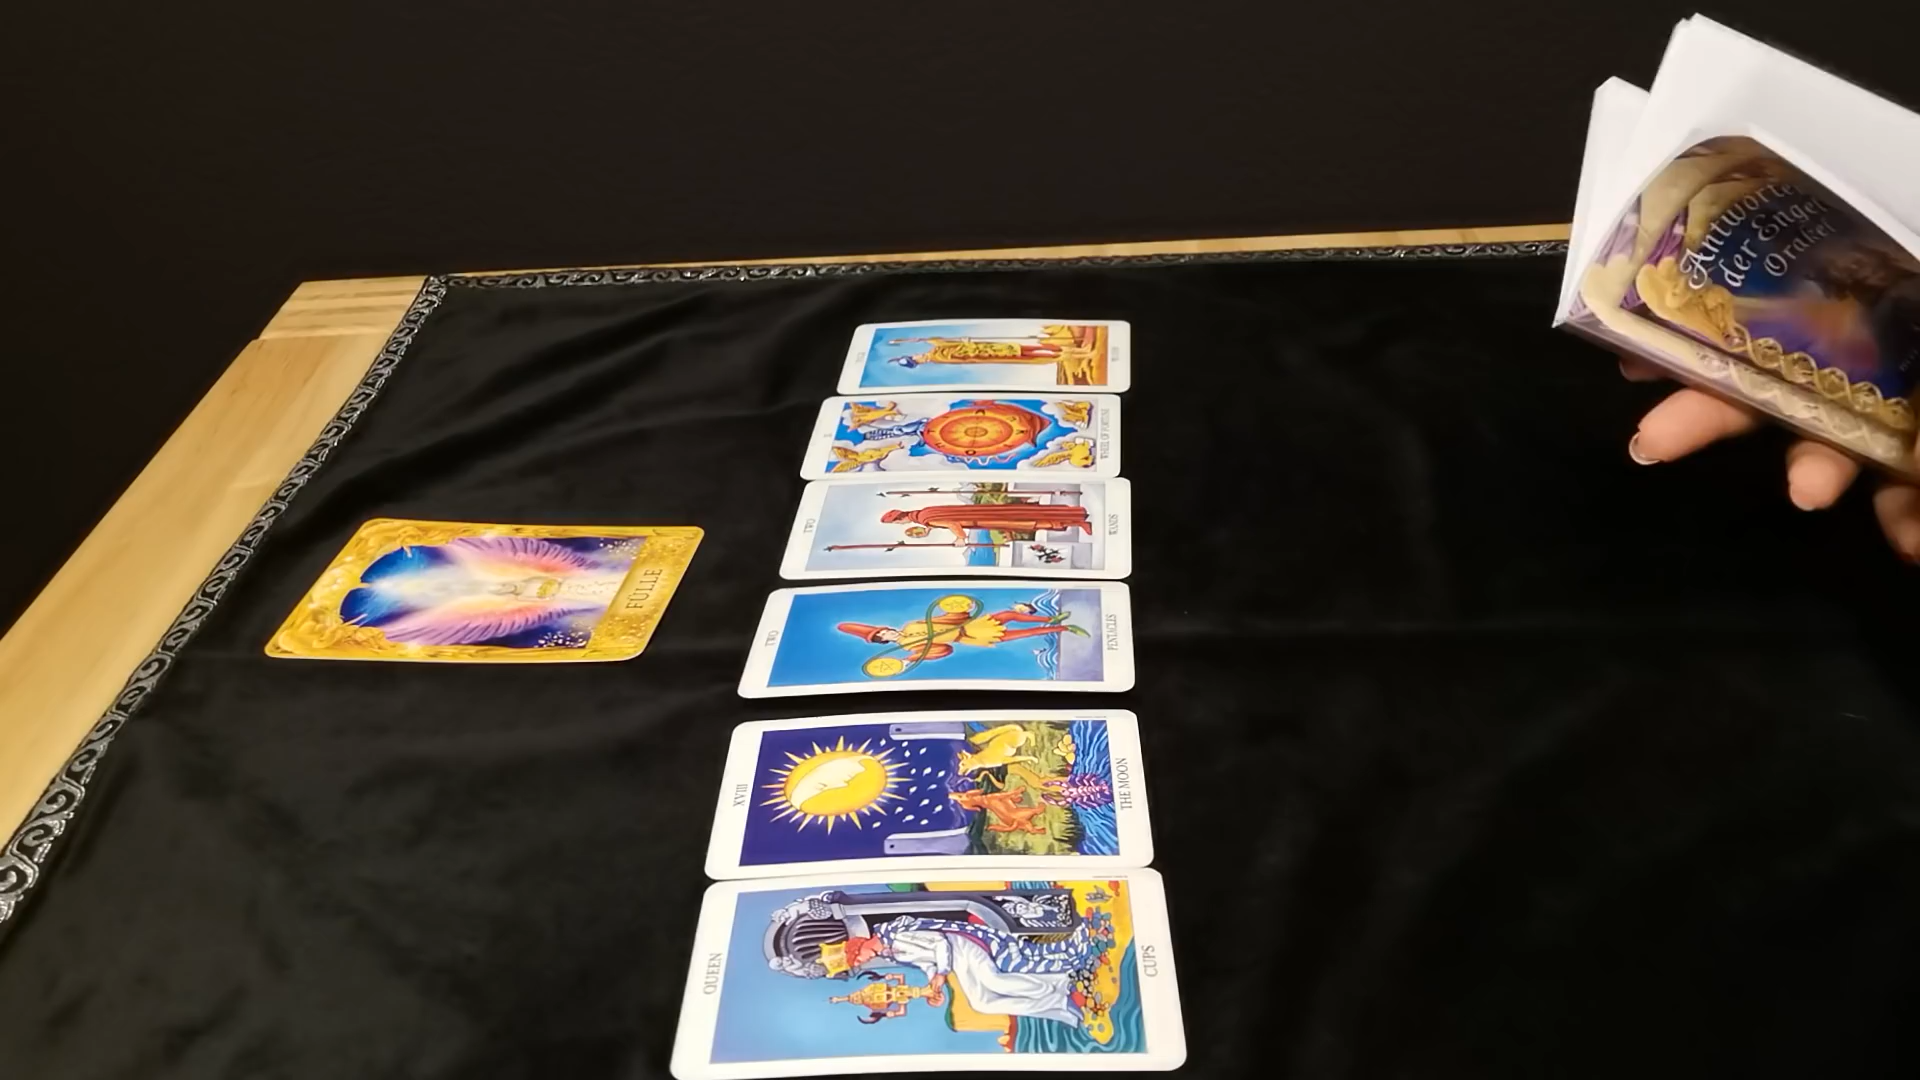 Antworten
der Engel
Orakel
FÜLLE
X
WHEEL OF FORTUNE
TWO
WANDS
TWO
PENTACLES
XVIII
THE MOON
QUEEN
CUPS